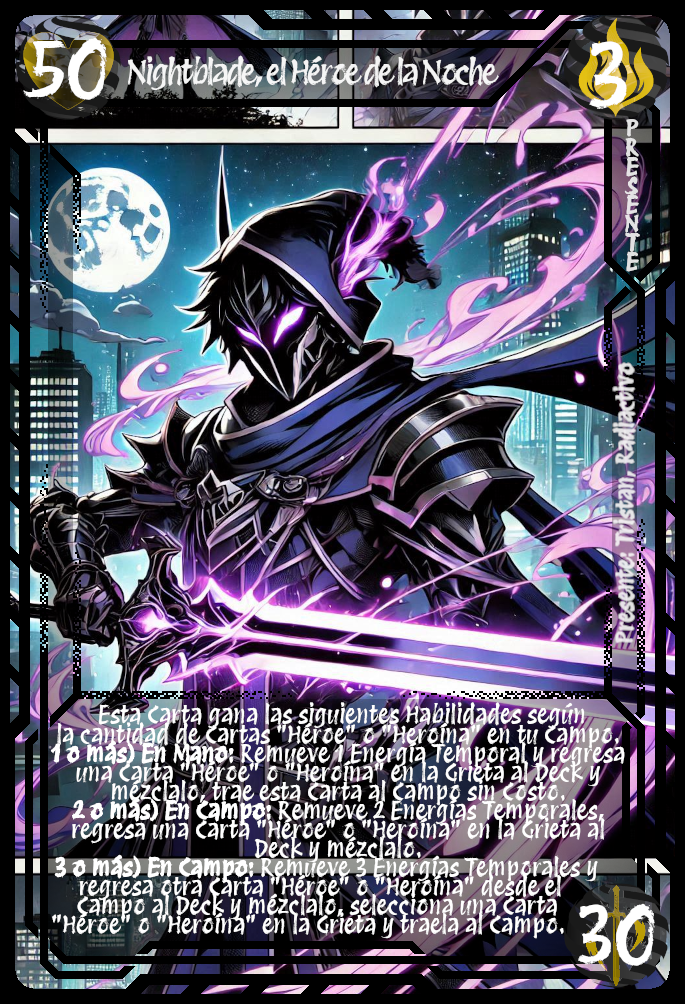 50
Nightblade, el Héroe de la Noche
3
PRESENTE
Presente: Tristan, Radiactivo
Esta Carta gana las siguientes Habilidades según
la cantidad de Cartas "Héroe" o "Heroína" en tu Campo.
1 o más) En Mano: Remueve 1 Energía Temporal y regresa
una Carta "Héroe" o "Heroína" en la Grieta al Deck y
mézclalo, trae esta Carta al Campo sin Costo.
2 o más) En Campo: Remueve 2 Energías Temporales,
regresa una Carta "Héroe" o "Heroína" en la Grieta al
Deck y mézclalo.
3 o más) En Campo: Remueve 3 Energías Temporales y
regresa otra Carta "Héroe" o "Heroína" desde el
Campo al Deck y mézclalo, selecciona una Carta
"Héroe" o "Heroína" en la Grieta y traela al Campo.
30